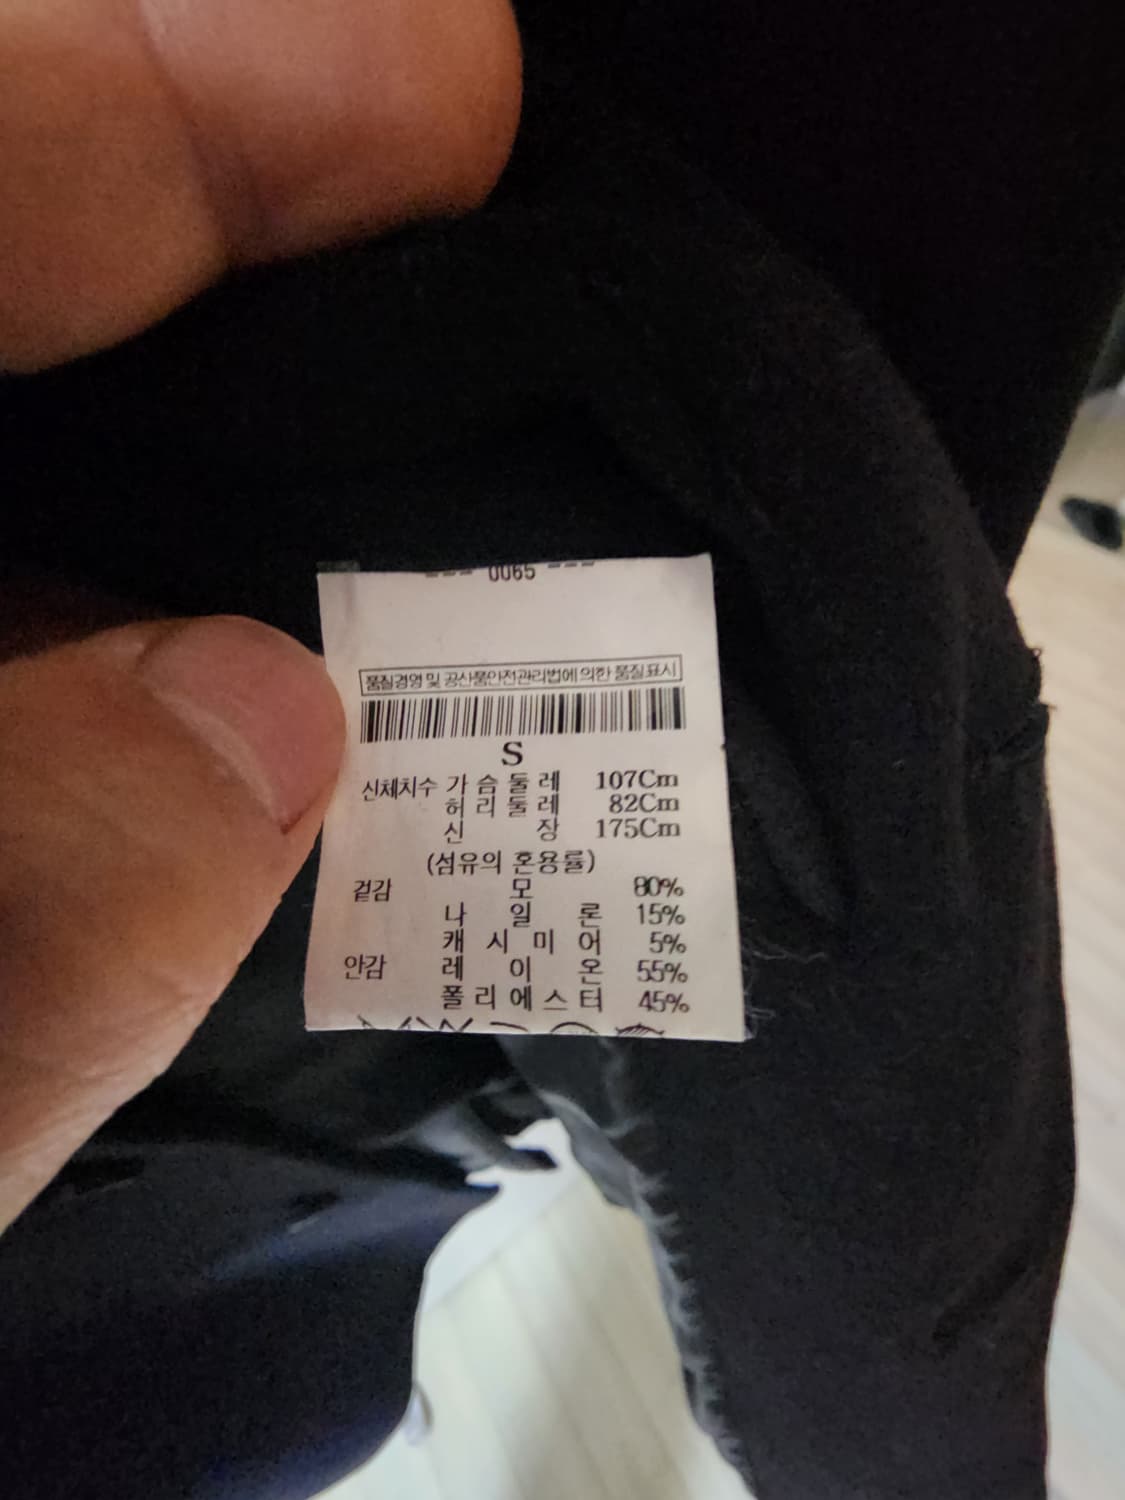 --- 0065 ---
품질경영 및 공산품안전관리법에 의한 품질표시
S
신체치수 가슴둘레 107Cm
허리둘레 82Cm
신장 175Cm
(섬유의 혼용률)
겉감 모 80%
나일론 15%
캐시미어 5%
안감 레이온 55%
폴리에스터 45%